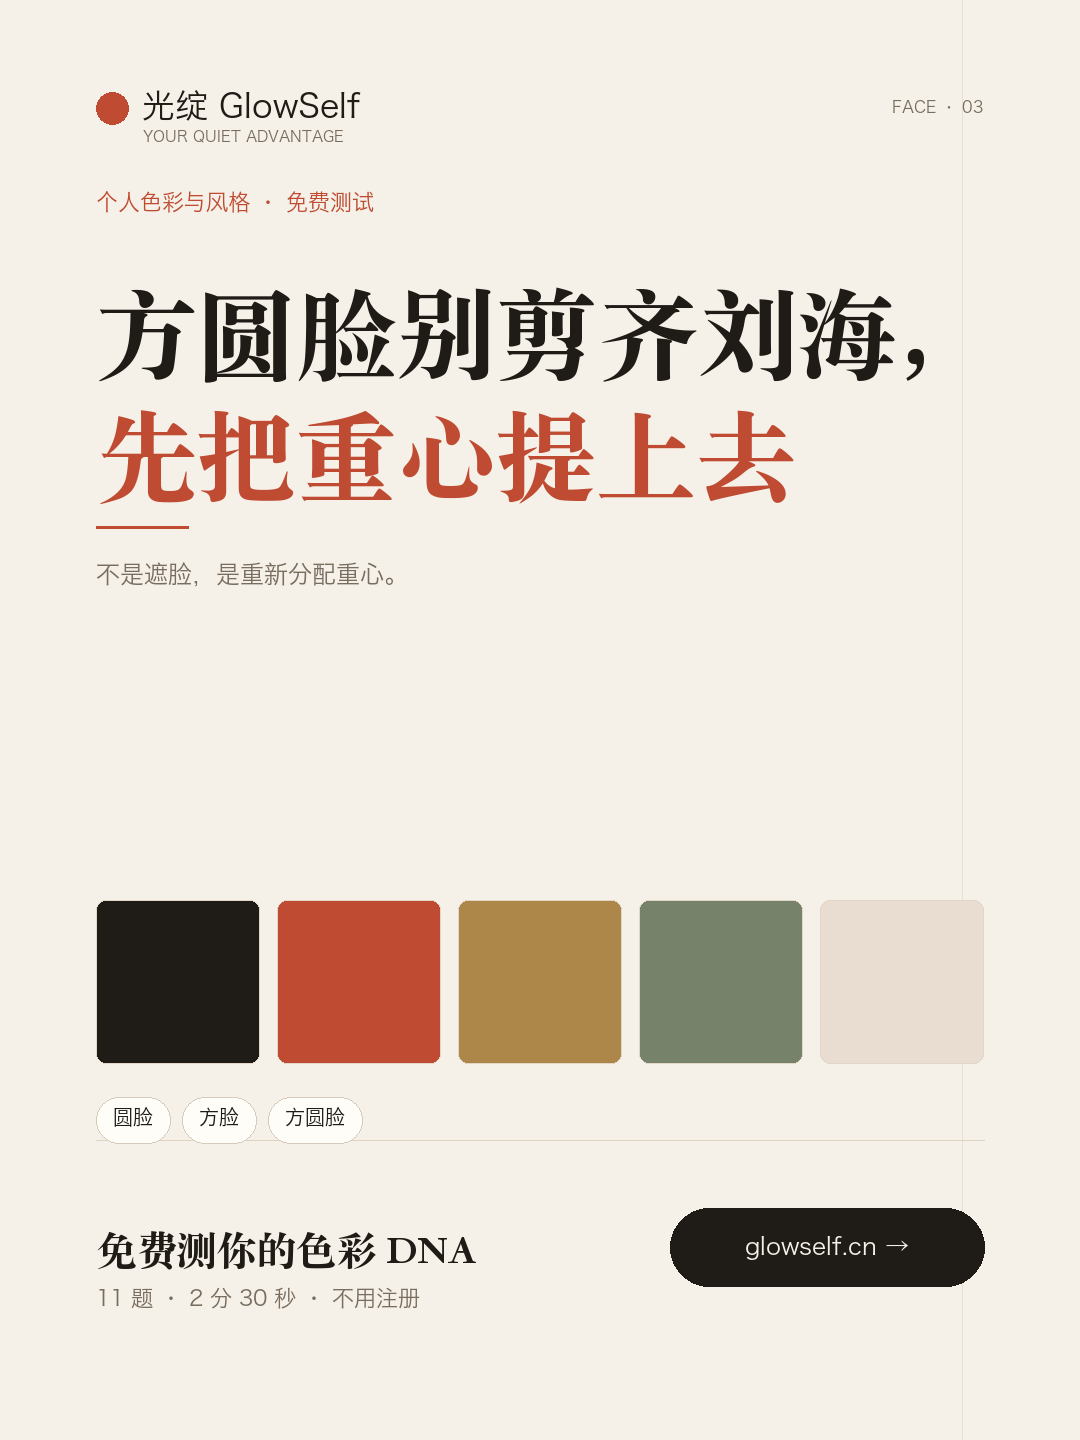 光绽 GlowSelf
YOUR QUIET ADVANTAGE
FACE · 03
个人色彩与风格 · 免费测试
方圆脸别剪齐刘海，
先把重心提上去
不是遮脸，是重新分配重心。
圆脸
方脸
方圆脸
免费测你的色彩 DNA
glowself.cn →
11 题 · 2 分 30 秒 · 不用注册